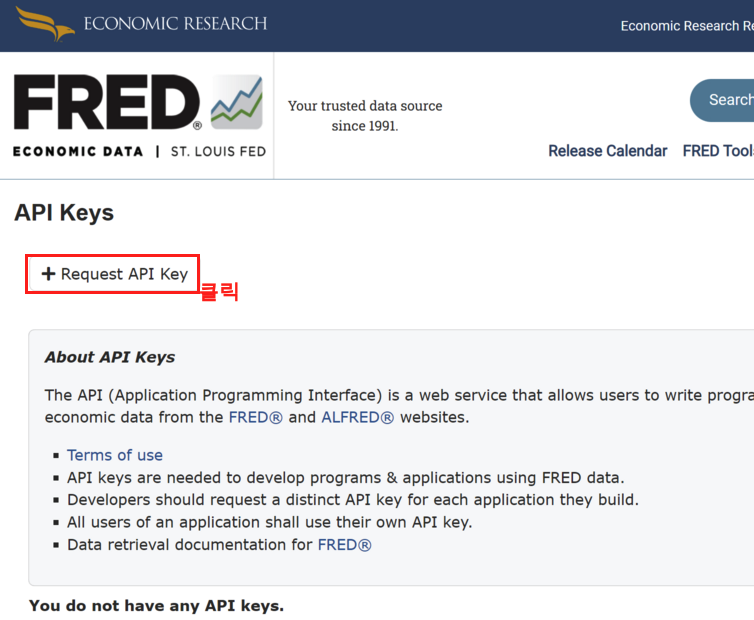 ECONOMIC RESEARCH
Economic Research Re
FRED®
ECONOMIC DATA | ST. LOUIS FED
Your trusted data source
since 1991.
Search
Release Calendar FRED Tool
API Keys
+ Request API Key
클릭
About API Keys
The API (Application Programming Interface) is a web service that allows users to write progra
economic data from the FRED® and ALFRED® websites.
▪ Terms of use
▪ API keys are needed to develop programs & applications using FRED data.
▪ Developers should request a distinct API key for each application they build.
▪ All users of an application shall use their own API key.
▪ Data retrieval documentation for FRED®
You do not have any API keys.